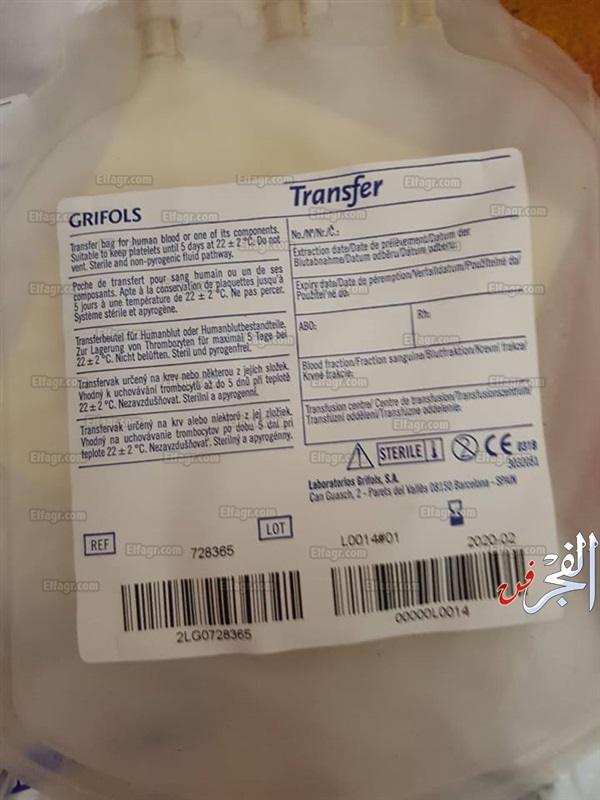 GRIFOLS
Transfer
Transfer bag for human blood or one of its components.
Suitable to keep platelets until 5 days at 22 ± 2 °C. Do not
vent. Sterile and non-pyrogenic fluid pathway.
Poche de transfert pour sang humain ou un de ses
composants. Apte à la conservation de plaquettes jusqu'à
5 jours à une température de 22 ± 2 °C. Ne pas percer.
Système stérile et apyrogène.
Transferbeutel für Humanblut oder Humanblutbestandteile.
Zur Lagerung von Thrombozyten für maximal 5 Tage bei
22 ± 2 °C. Nicht belüften. Steril und pyrogenfrei.
Transfervak určený na krev nebo některou z jejich složek.
Vhodný k uchovávání trombocytů až do 5 dní při teplotě
22 ± 2 °C. Nezavzdušňovat. Sterilní a apyrogenní.
Transfervak určený na krv alebo niektorú z jej zložiek.
Vhodný na uchovávanie trombocytov po dobu 5 dní pri
teplote 22 ± 2 °C. Nezavzdušňovať. Sterilný a apyrogénny.
No./Nº/Nr./Č.:
Extraction date/Date de prélèvement/Datum der
Blutabnahme/Datum odběru/Dátum odberu:
Expiry date/Date de péremption/Verfalldatum/Použitelné do/
Použiteľné do:
ABO:
Rh:
Blood fraction/Fraction sanguine/Blutfraktion/Krevní frakce/
Krvné frakcie:
Transfusion centre/ Centre de transfusion/Transfusionscentrum/
Transfúzní oddělení/Transfúzne oddelenie:
STERILE
CE 0318
3030051
Laboratorios Grifols, S.A.
Can Guasch, 2 - Parets del Vallès 08150 Barcelona - SPAIN
REF
728365
LOT
L0014#01
2020-02
2LG0728365
00000L0014
الفجر فن
Elfagr.com